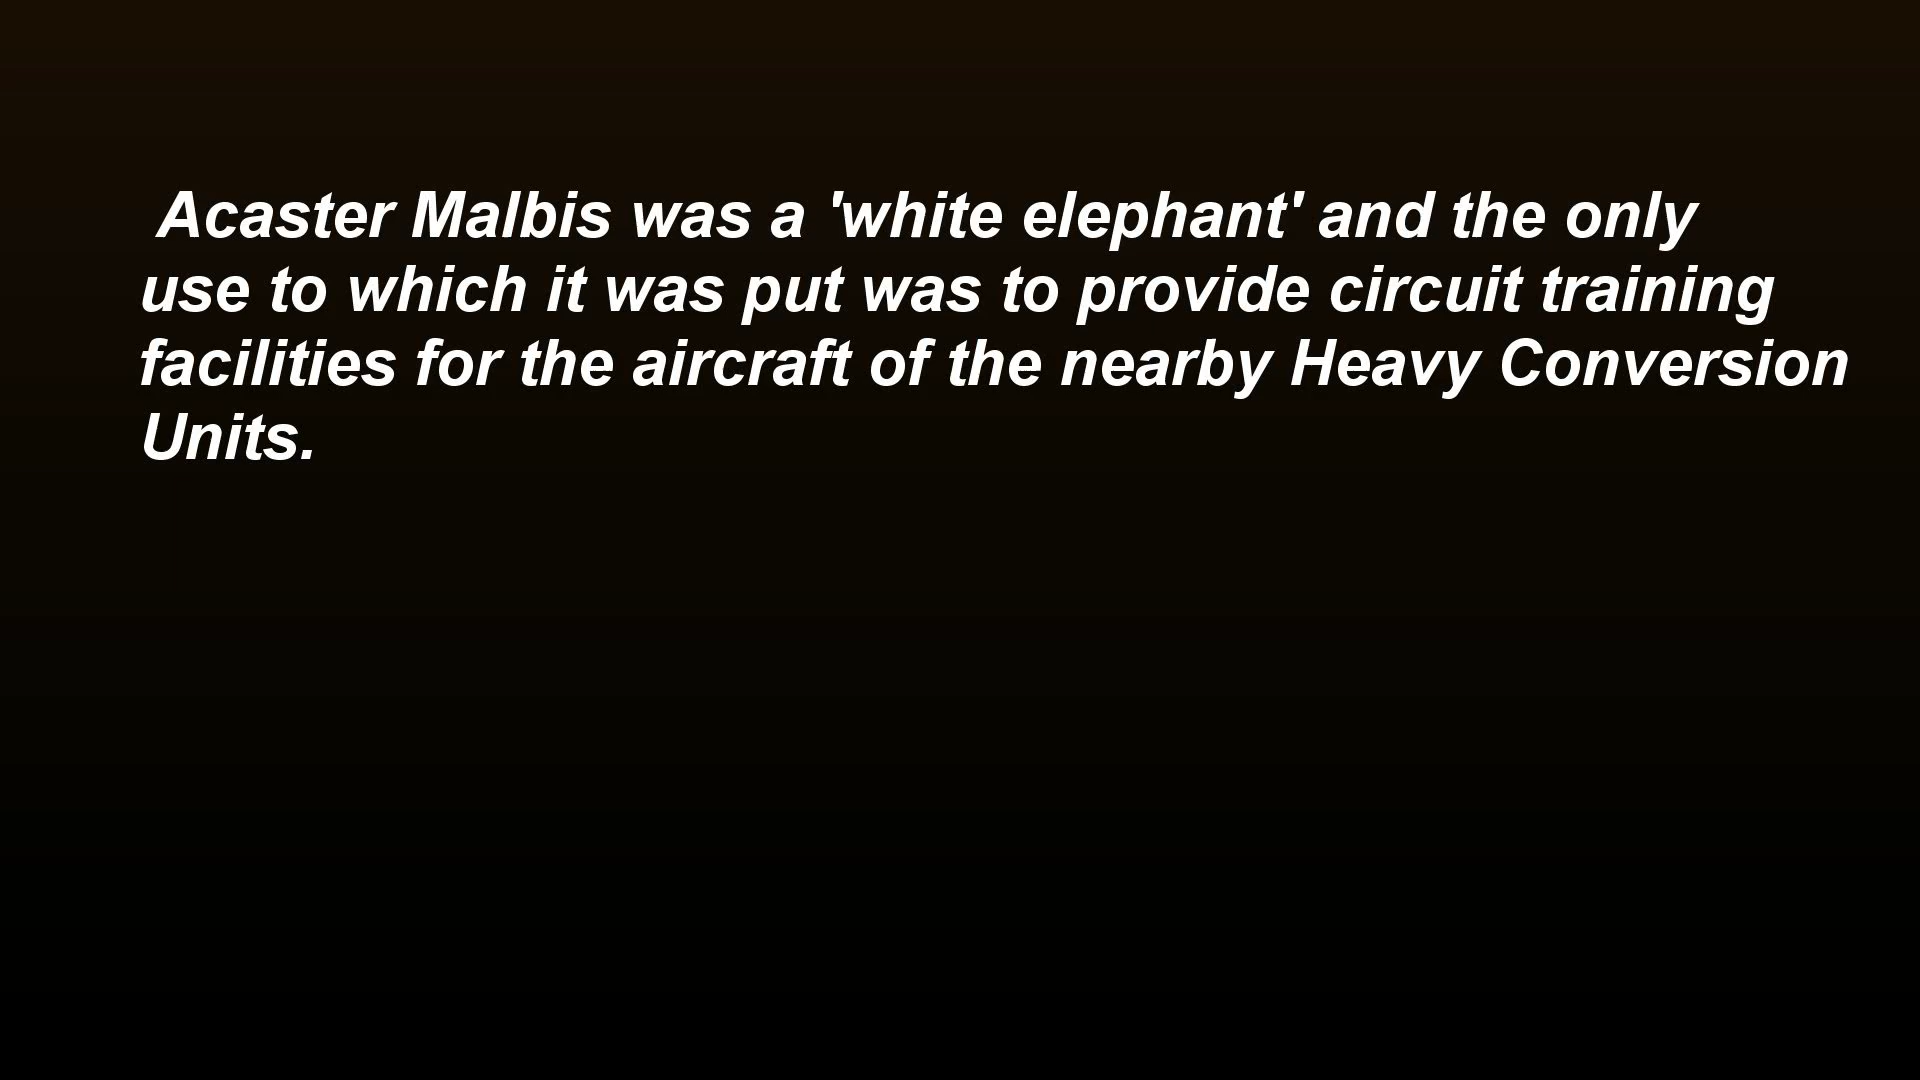 Acaster Malbis was a 'white elephant' and the only
use to which it was put was to provide circuit training
facilities for the aircraft of the nearby Heavy Conversion
Units.